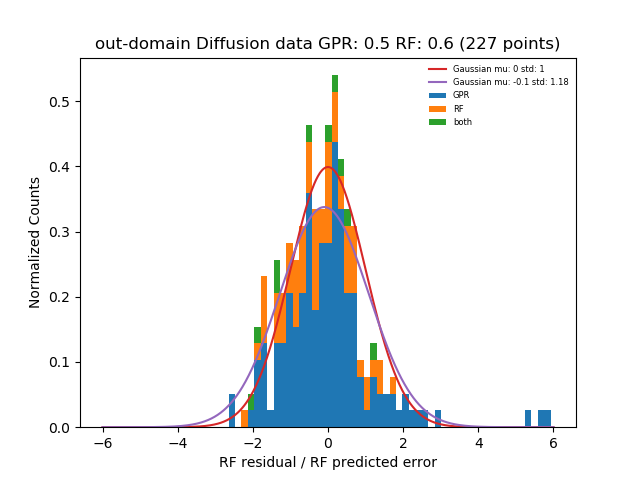 out-domain Diffusion data GPR: 0.5 RF: 0.6 (227 points)
Gaussian mu: 0 std: 1
Gaussian mu: -0.1 std: 1.18
GPR
RF
both
Normalized Counts
0.5
0.4
0.3
0.2
0.1
0.0
−6 −4 −2 0 2 4 6
RF residual / RF predicted error